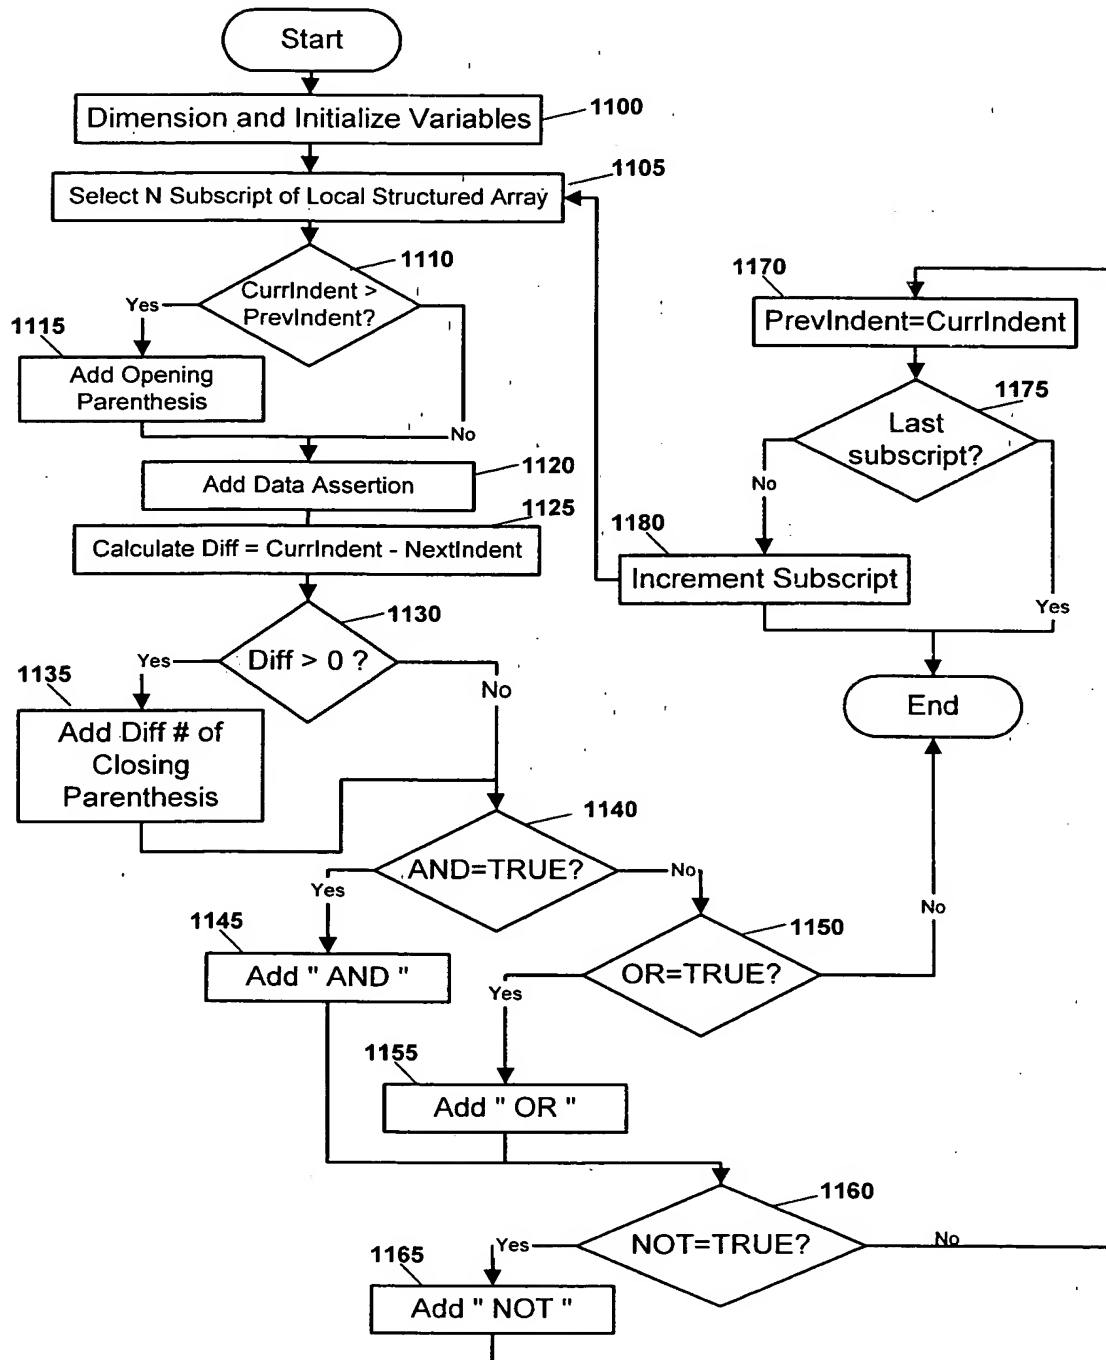 Start
Dimension and Initialize Variables
1100
1105
Select N Subscript of Local Structured Array
1110
CurrIndent >
PrevIndent?
Yes
1115
Add Opening
Parenthesis
No
1120
Add Data Assertion
1125
Calculate Diff = CurrIndent - NextIndent
1130
Diff > 0 ?
Yes
No
1135
Add Diff # of
Closing
Parenthesis
1140
AND=TRUE?
Yes
No
1145
Add " AND "
1150
OR=TRUE?
Yes
No
1155
Add " OR "
1160
NOT=TRUE?
Yes
No
1165
Add " NOT "
1170
PrevIndent=CurrIndent
1175
Last
subscript?
No
Yes
1180
Increment Subscript
End